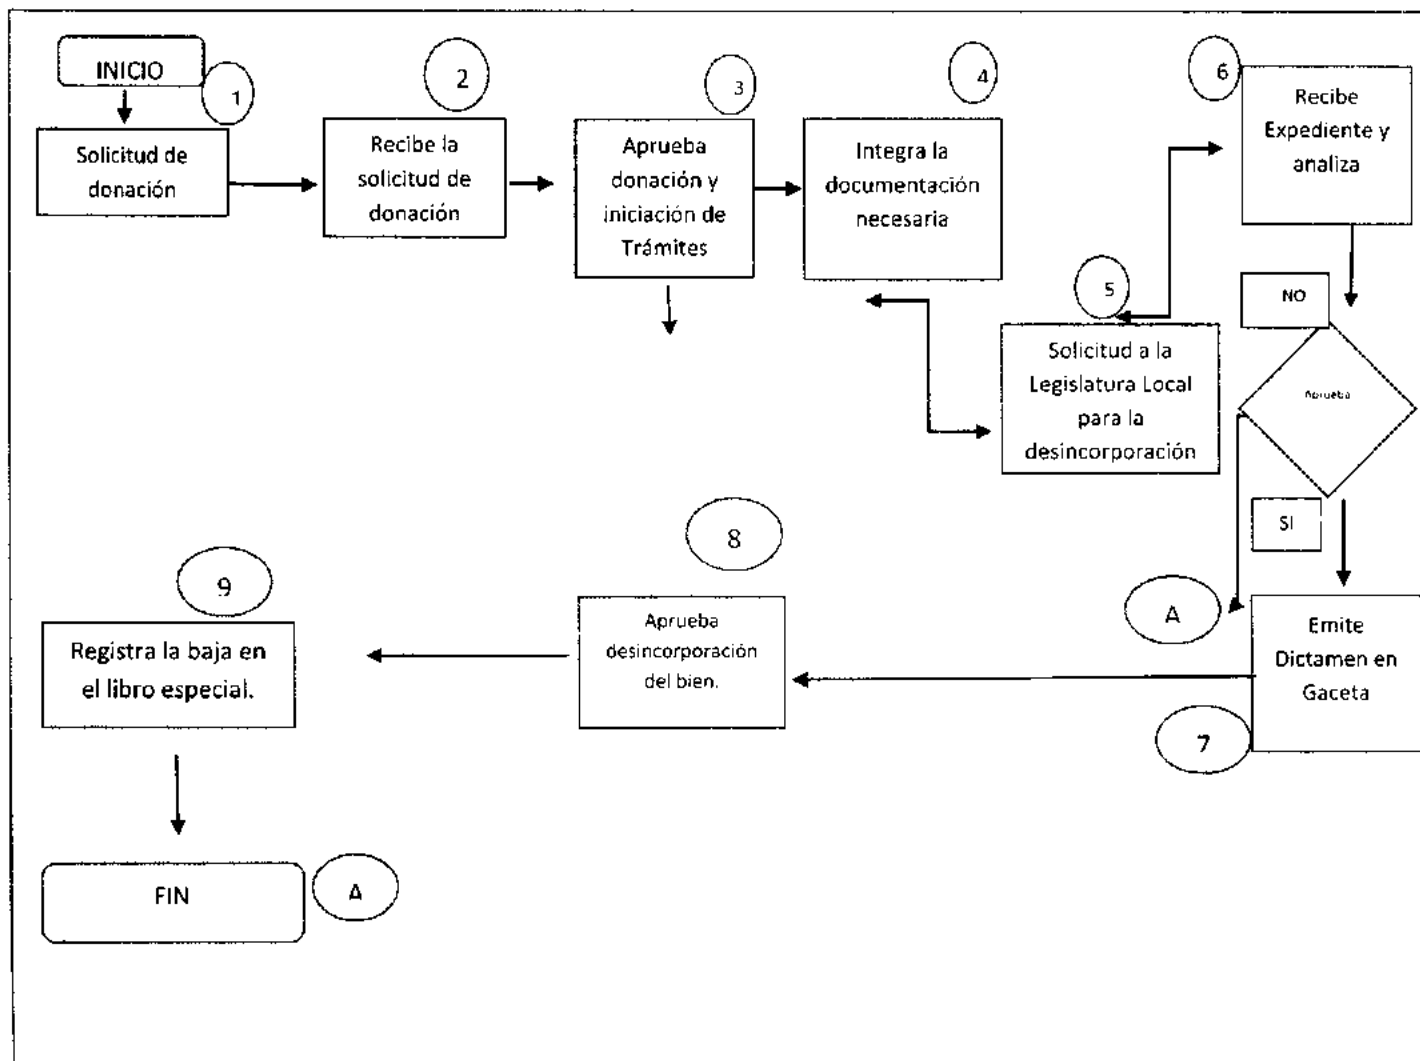 INICIO
1
Solicitud de
donación
2
Recibe la
solicitud de
donación
3
Aprueba
donación y
iniciación de
Trámites
4
Integra la
documentación
necesaria
5
Solicitud a la
Legislatura Local
para la
desincorporación
6
Recibe
Expediente y
analiza
NO
Aprueba
SI
A
Emite
Dictamen en
Gaceta
7
8
Aprueba
desincorporación
del bien.
9
Registra la baja en
el libro especial.
FIN
A